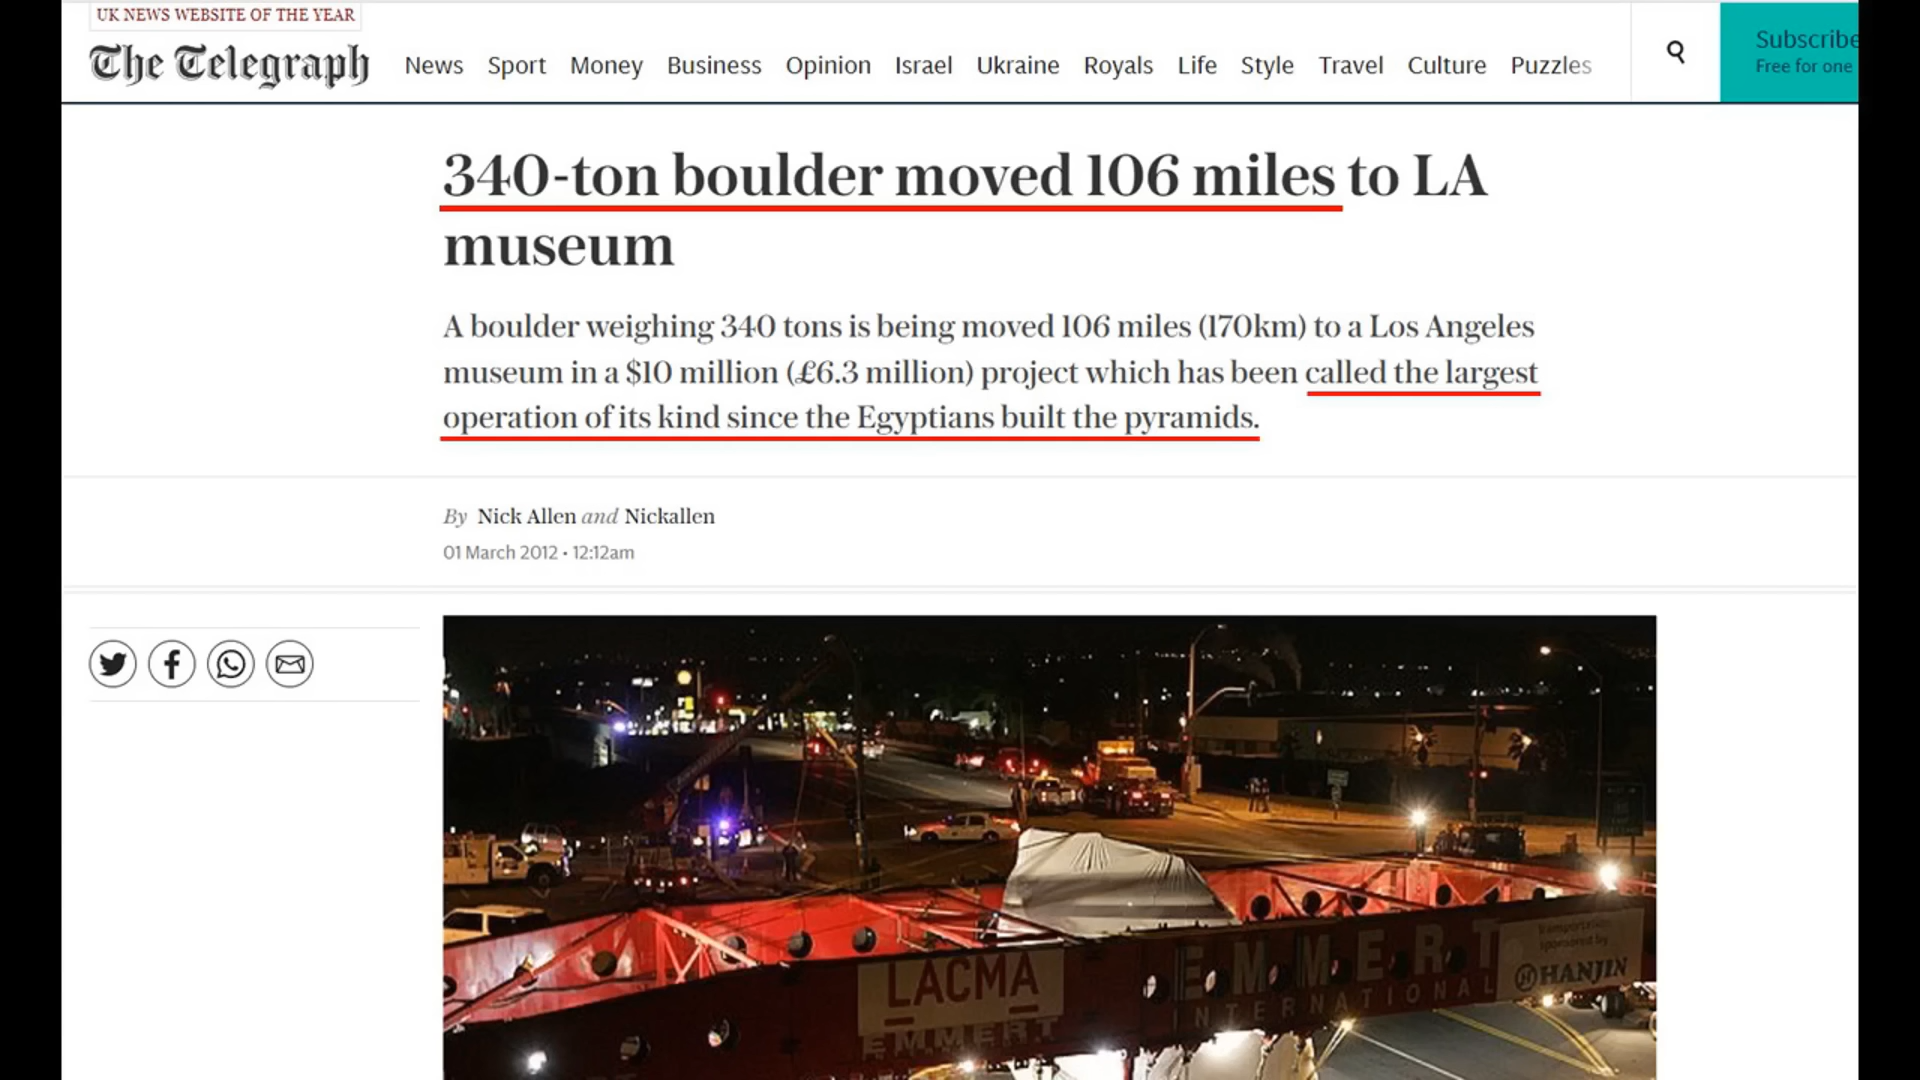 UK NEWS WEBSITE OF THE YEAR
The Telegraph
News Sport Money Business Opinion Israel Ukraine Royals Life Style Travel Culture Puzzles
Subscribe
Free for one
340-ton boulder moved 106 miles to LA
museum
A boulder weighing 340 tons is being moved 106 miles (170km) to a Los Angeles
museum in a $10 million (£6.3 million) project which has been called the largest
operation of its kind since the Egyptians built the pyramids.
By Nick Allen and Nickallen
01 March 2012 • 12:12am
LACMA
EMMERT
EMMERT
INTERNATIONAL
Transportation
sponsored by
HANJIN